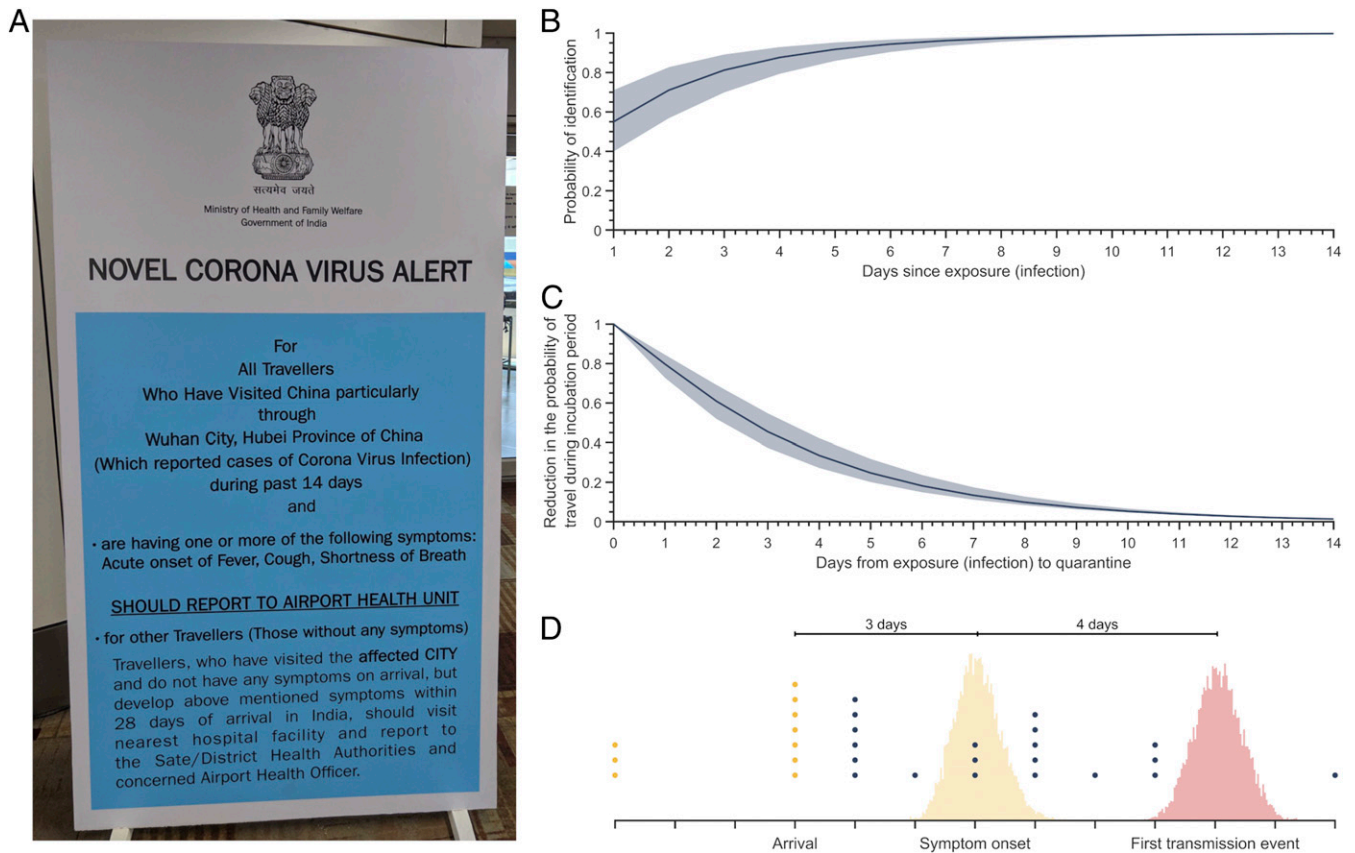 A
सत्यमेव जयते
Ministry of Health and Family Welfare
Government of India
NOVEL CORONA VIRUS ALERT
For
All Travellers
Who Have Visited China particularly
through
Wuhan City, Hubei Province of China
(Which reported cases of Corona Virus Infection)
during past 14 days
and
· are having one or more of the following symptoms:
Acute onset of Fever, Cough, Shortness of Breath
SHOULD REPORT TO AIRPORT HEALTH UNIT
· for other Travellers (Those without any symptoms)
Travellers, who have visited the affected CITY
and do not have any symptoms on arrival, but
develop above mentioned symptoms within
28 days of arrival in India, should visit
nearest hospital facility and report to
the Sate/District Health Authorities and
concerned Airport Health Officer.
B
Probability of identification
1
0.8
0.6
0.4
0.2
0
1 2 3 4 5 6 7 8 9 10 11 12 13 14
Days since exposure (infection)
C
Reduction in the probability of
travel during incubation period
1
0.8
0.6
0.4
0.2
0
0 1 2 3 4 5 6 7 8 9 10 11 12 13 14
Days from exposure (infection) to quarantine
D
3 days 4 days
Arrival Symptom onset First transmission event